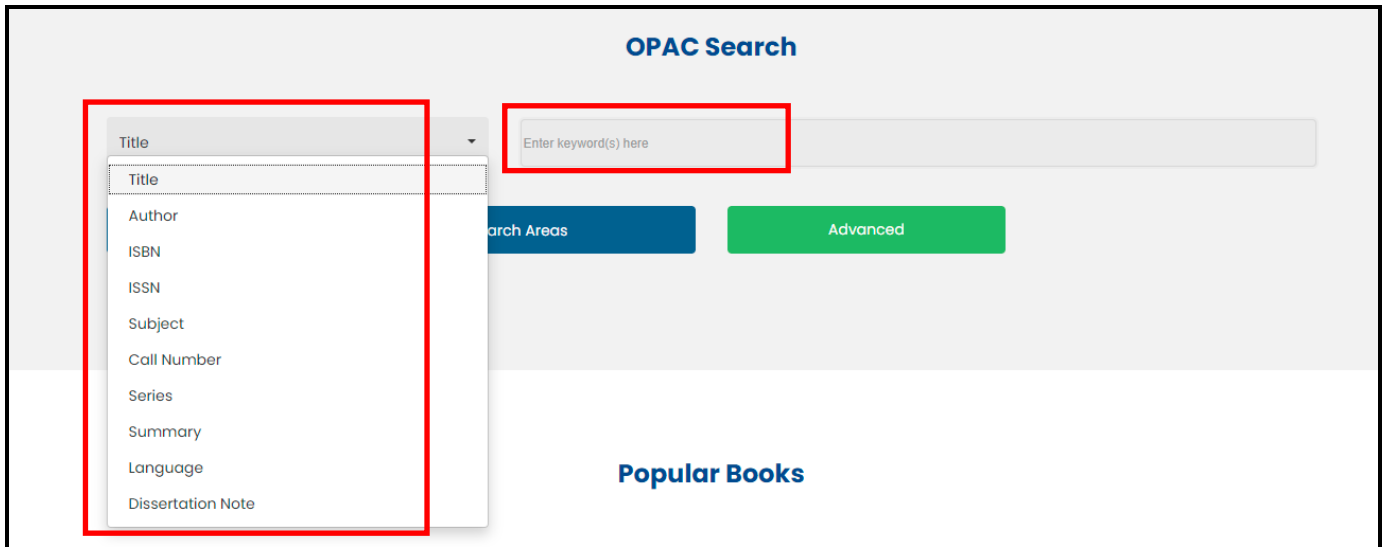 OPAC Search
Title
Enter keyword(s) here
Title
Author
ISBN
ISSN
Subject
Call Number
Series
Summary
Language
Dissertation Note
arch Areas
Advanced
Popular Books